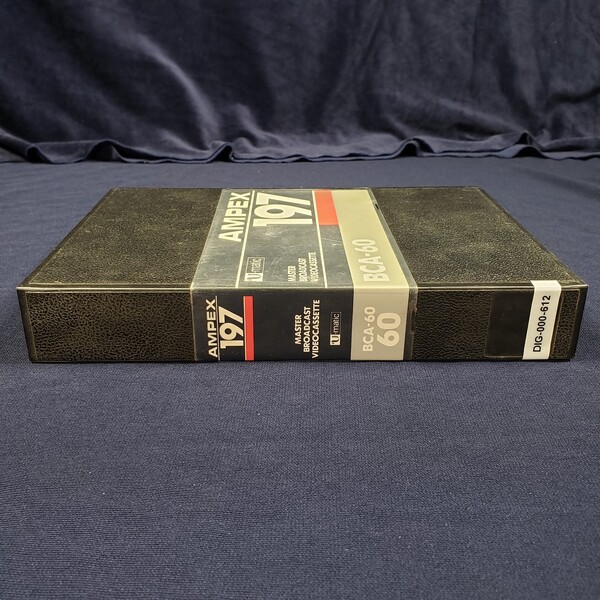 AMPEX
197
U-matic
MASTER
BROADCAST
VIDEOCASSETTE
BCA-60
AMPEX
197
MASTER
BROADCAST
VIDEOCASSETTE
U-matic
BCA-60
60
DIG-000-612